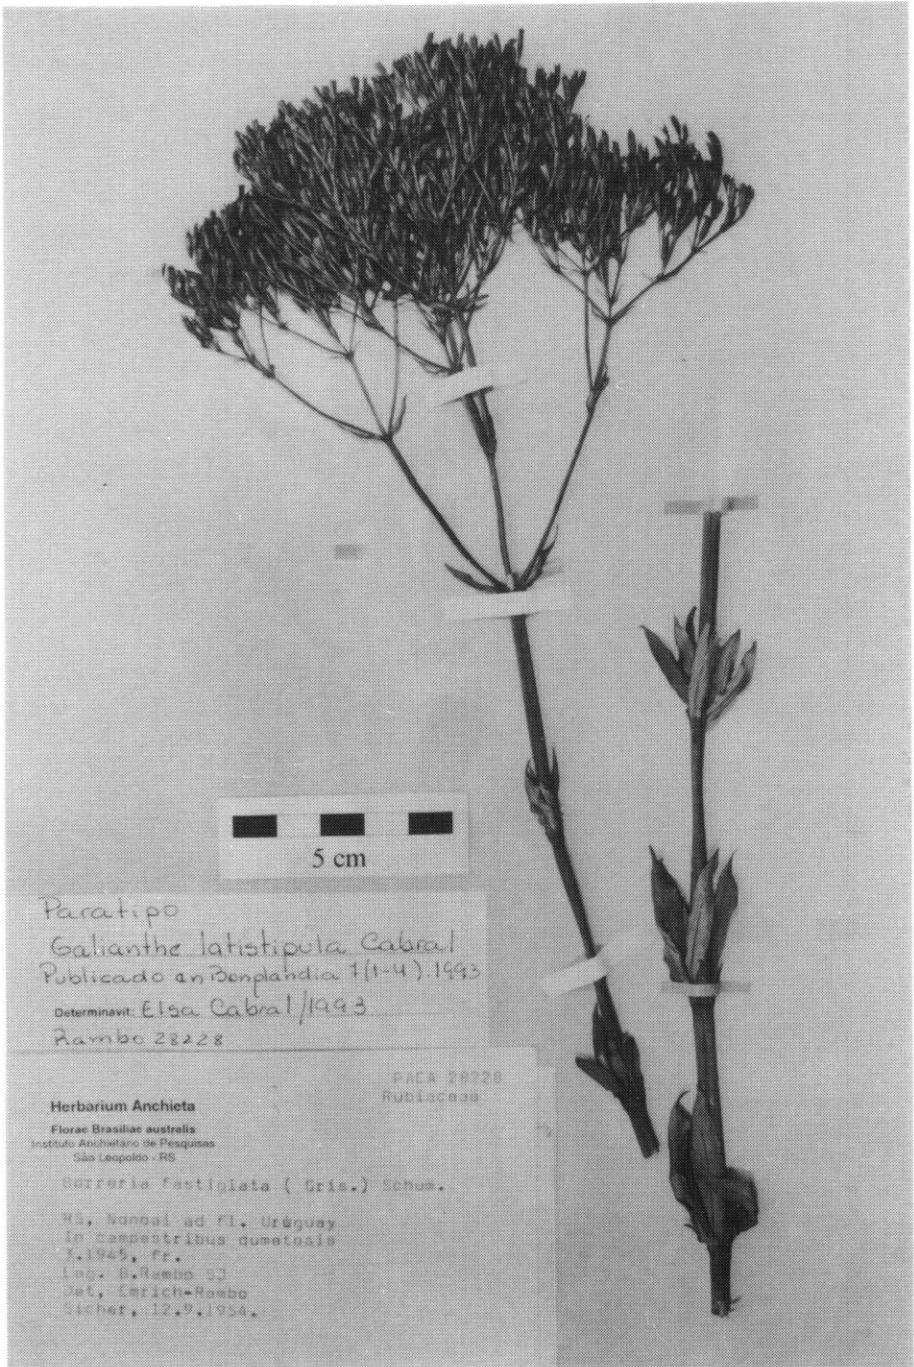 5 cm
Paratipo
Galianthe latistipula Cabral
Publicado en Bonplandia 7(1-4).1993
Determinavit: Elsa Cabral/1993
Rambo 28228
PACA 28228
Rubiaceae
Herbarium Anchieta
Florae Brasiliae australis
Instituto Anchietano de Pesquisas
São Leopoldo - RS
Borreria fastigiata ( Gris.) Schum.
RS, Nonoai ad fl. Uruguay
In campestribus dumetosis
3.1945, fr.
Leg. B.Rambo SJ
Det. Emrich-Rambo
Sicher, 12.9.1954.